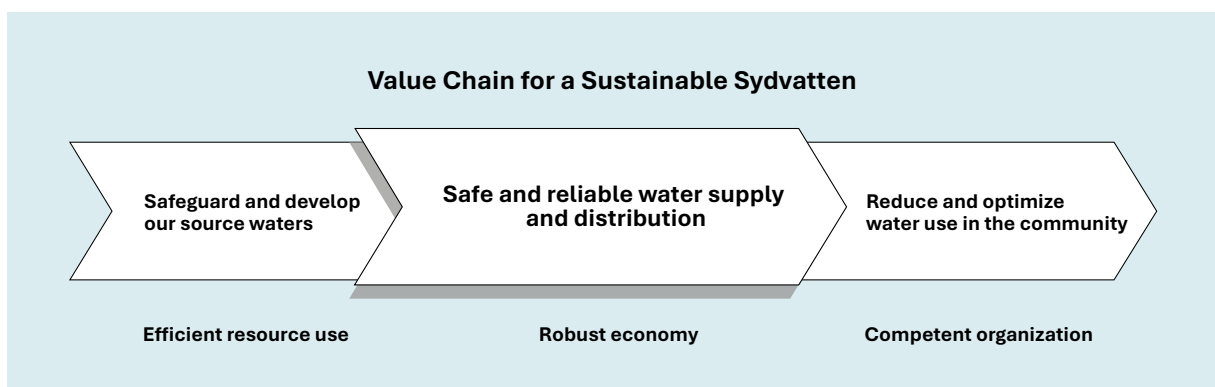 Value Chain for a Sustainable Sydvatten
Safeguard and develop
our source waters
Safe and reliable water supply
and distribution
Reduce and optimize
water use in the community
Efficient resource use
Robust economy
Competent organization